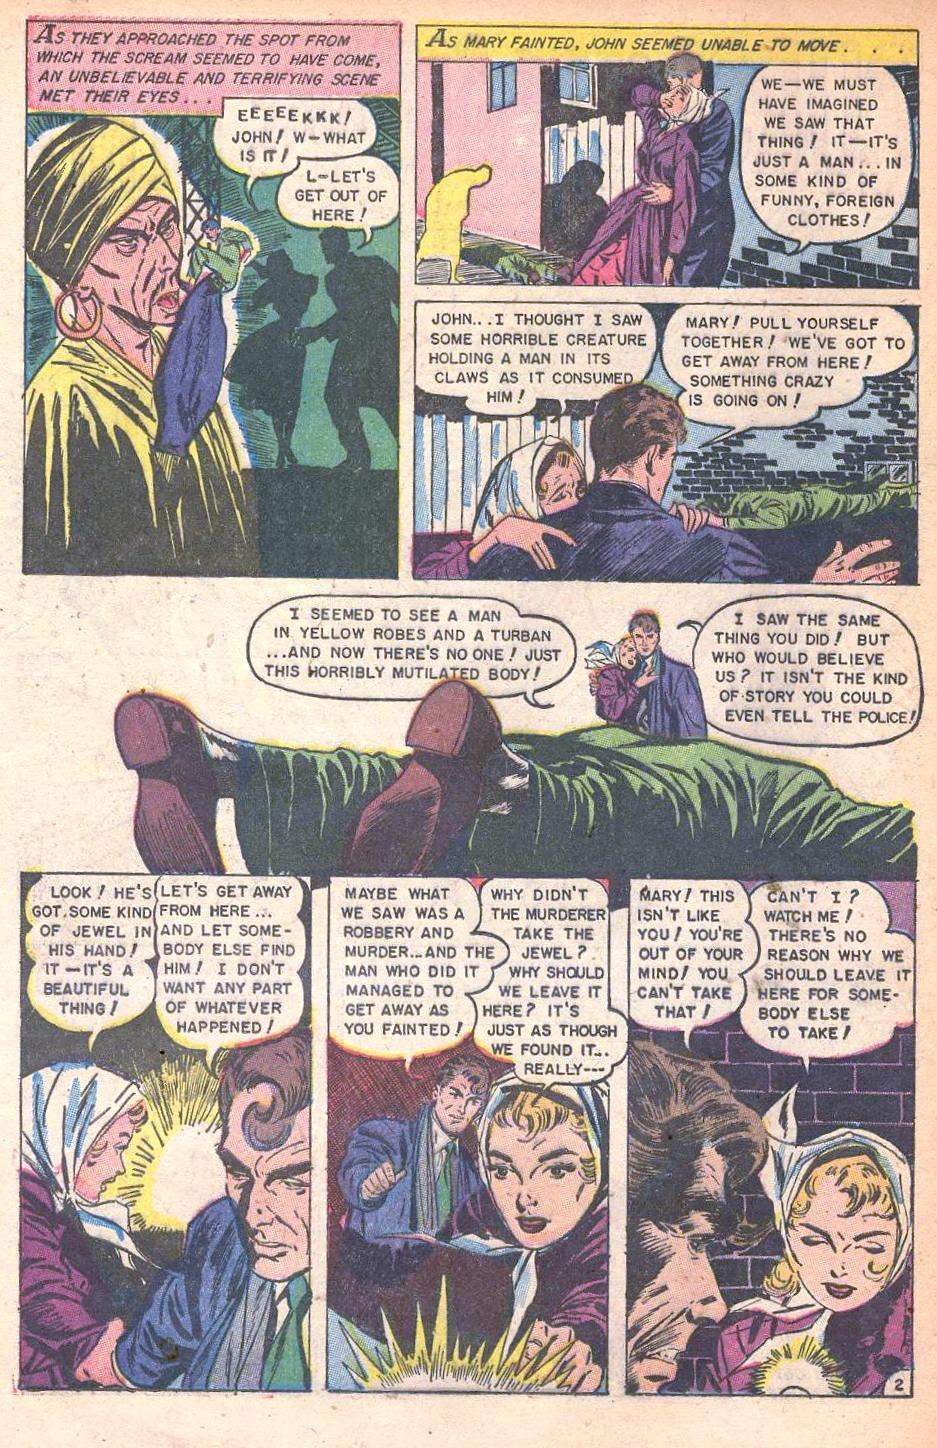 AS THEY APPROACHED THE SPOT FROM
WHICH THE SCREAM SEEMED TO HAVE COME,
AN UNBELIEVABLE AND TERRIFYING SCENE
MET THEIR EYES...
EEEEEKKK!
JOHN! W-WHAT
IS IT!
L-LET'S
GET OUT OF
HERE!
AS MARY FAINTED, JOHN SEEMED UNABLE TO MOVE....
WE-WE MUST
HAVE IMAGINED
WE SAW THAT
THING! IT-IT'S
JUST A MAN...IN
SOME KIND OF
FUNNY, FOREIGN
CLOTHES!
JOHN...I THOUGHT I SAW
SOME HORRIBLE CREATURE
HOLDING A MAN IN ITS
CLAWS AS IT CONSUMED
HIM!
MARY! PULL YOURSELF
TOGETHER! WE'VE GOT TO
GET AWAY FROM HERE!
SOMETHING CRAZY
IS GOING ON!
I SEEMED TO SEE A MAN
IN YELLOW ROBES AND A TURBAN
...AND NOW THERE'S NO ONE! JUST
THIS HORRIBLY MUTILATED BODY!
I SAW THE SAME
THING YOU DID! BUT
WHO WOULD BELIEVE
US? IT ISN'T THE KIND
OF STORY YOU COULD
EVEN TELL THE POLICE!
LOOK! HE'S
GOT SOME KIND
OF JEWEL IN
HIS HAND!
IT-IT'S A
BEAUTIFUL
THING!
LET'S GET AWAY
FROM HERE...
AND LET SOME-
BODY ELSE FIND
HIM! I DON'T
WANT ANY PART
OF WHATEVER
HAPPENED!
MAYBE WHAT
WE SAW WAS A
ROBBERY AND
MURDER...AND THE
MAN WHO DID IT
MANAGED TO
GET AWAY AS
YOU FAINTED!
WHY DIDN'T
THE MURDERER
TAKE THE
JEWEL?
WHY SHOULD
WE LEAVE IT
HERE? IT'S
JUST AS THOUGH
WE FOUND IT...
REALLY---
MARY! THIS
ISN'T LIKE
YOU! YOU'RE
OUT OF YOUR
MIND! YOU
CAN'T TAKE
THAT!
CAN'T I?
WATCH ME!
THERE'S NO
REASON WHY WE
SHOULD LEAVE IT
HERE FOR SOME-
BODY ELSE
TO TAKE!
2